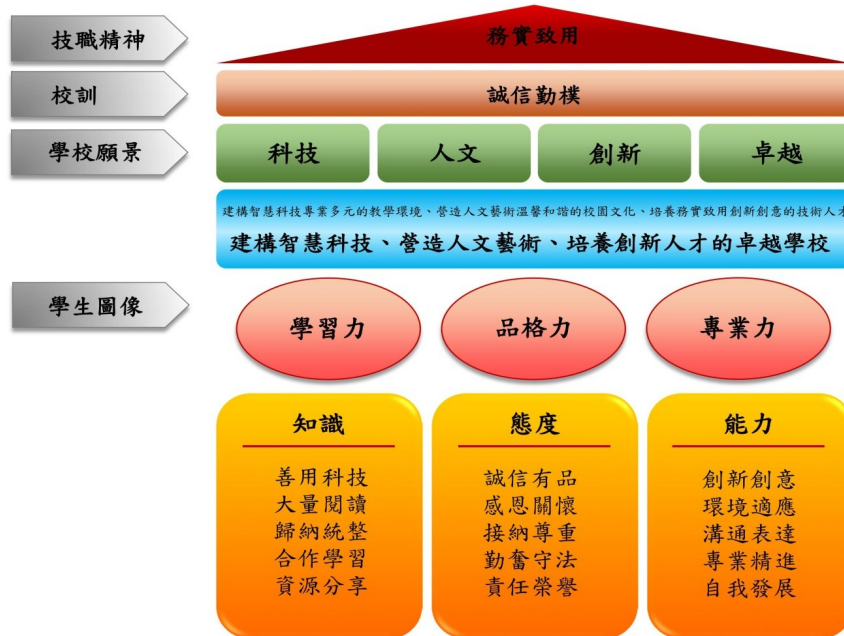 技職精神
務實致用
校訓
誠信勤樸
學校願景
科技
人文
創新
卓越
建構智慧科技專業多元的教學環境、營造人文藝術溫馨和諧的校園文化、培養務實致用創新創意的技術人才
建構智慧科技、營造人文藝術、培養創新人才的卓越學校
學生圖像
學習力
品格力
專業力
知識
善用科技
大量閱讀
歸納統整
合作學習
資源分享
態度
誠信有品
感恩關懷
接納尊重
勤奮守法
責任榮譽
能力
創新創意
環境適應
溝通表達
專業精進
自我發展